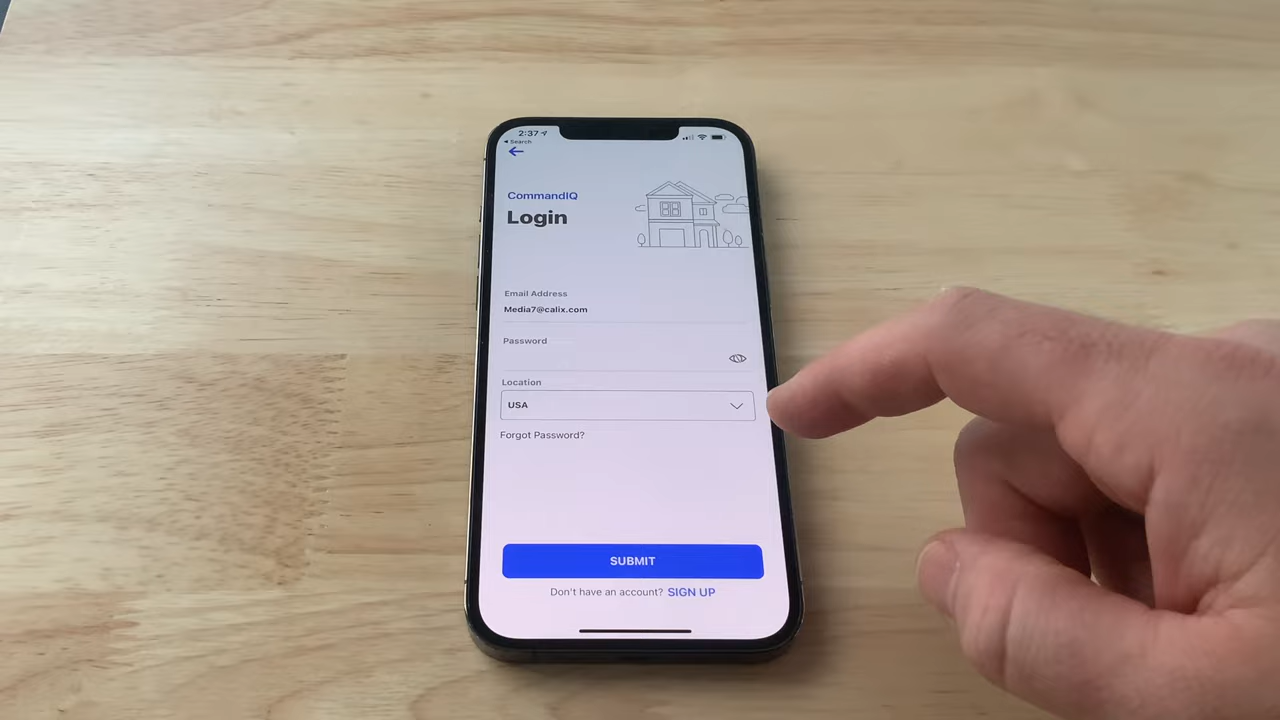 2:37
Search
CommandIQ
Login
Email Address
Media7@calix.com
Password
Location
USA
Forgot Password?
SUBMIT
Don't have an account? SIGN UP